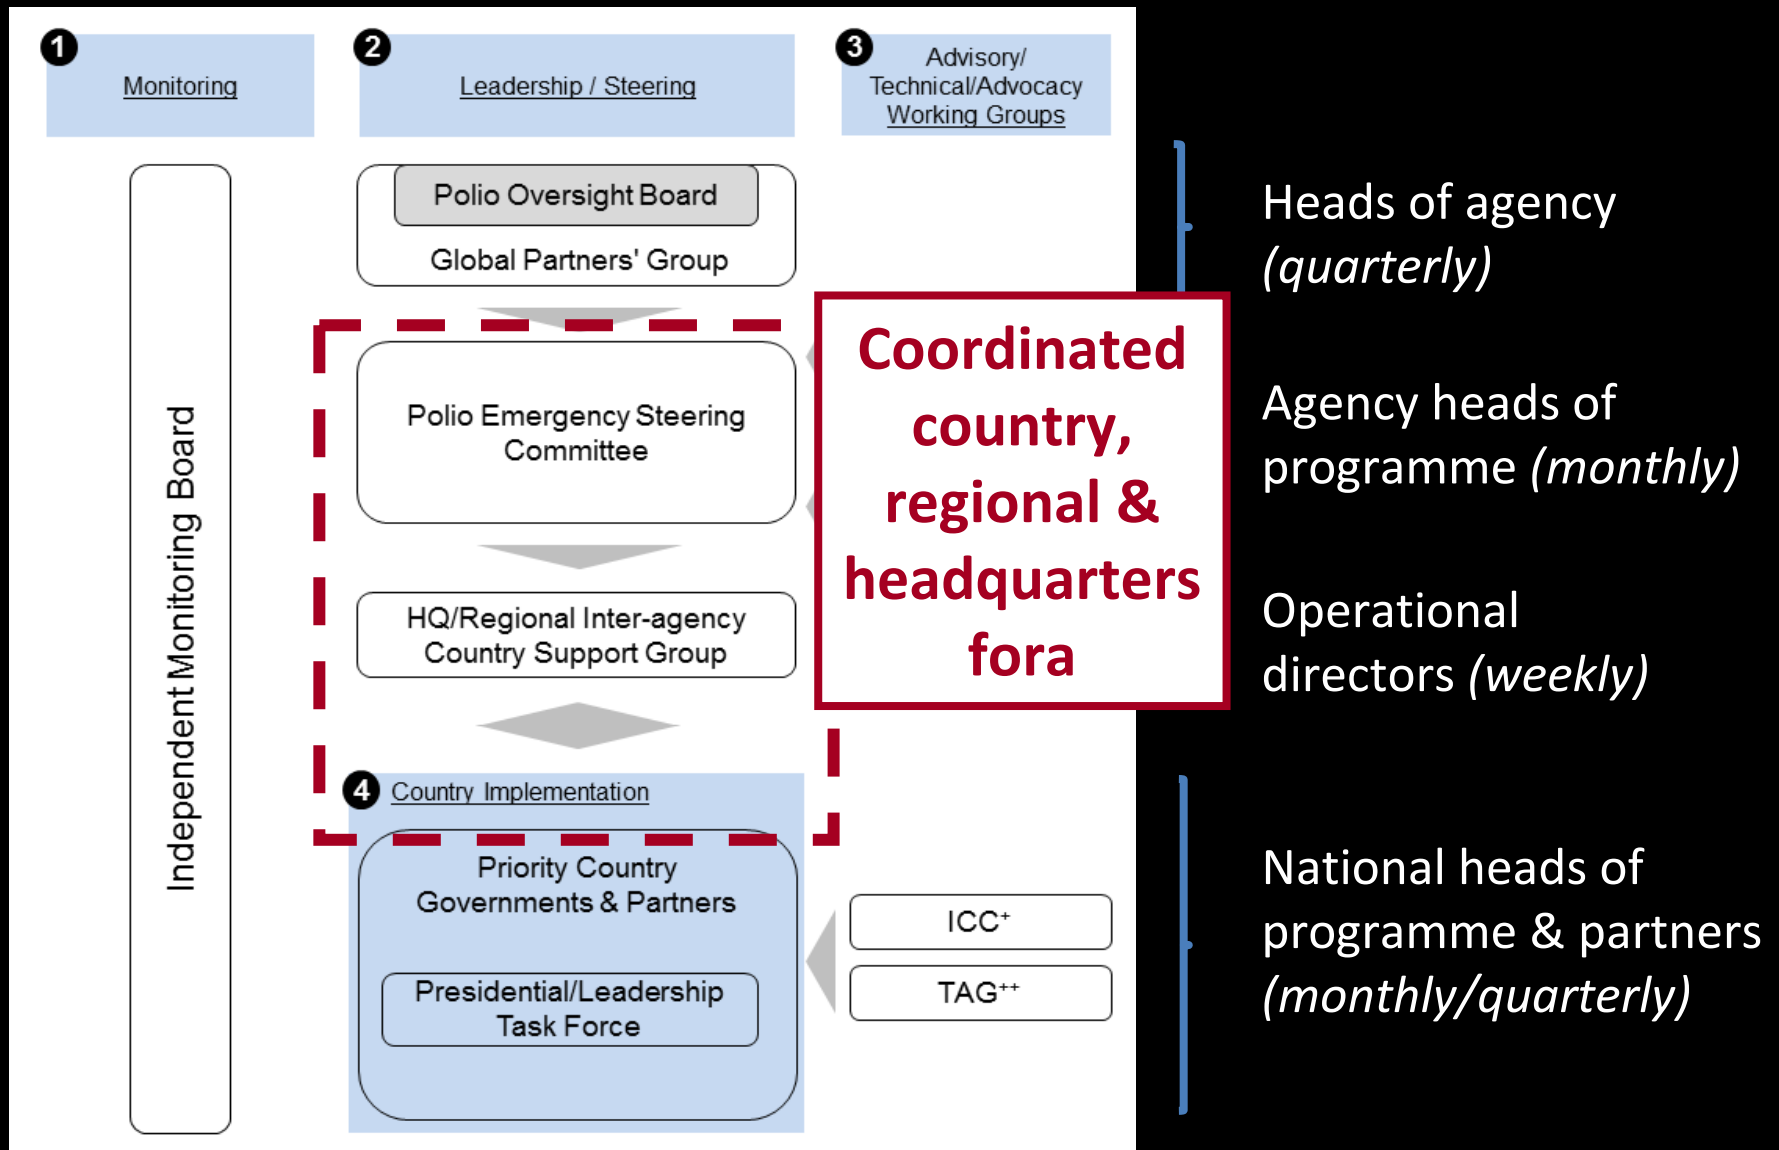 1
Monitoring
2
Leadership / Steering
3
Advisory/
Technical/Advocacy
Working Groups
Independent Monitoring Board
Polio Oversight Board
Global Partners' Group
Polio Emergency Steering
Committee
HQ/Regional Inter-agency
Country Support Group
4
Country Implementation
Priority Country
Governments & Partners
Presidential/Leadership
Task Force
ICC+
TAG++
Coordinated
country,
regional &
headquarters
fora
Heads of agency
(quarterly)
Agency heads of
programme (monthly)
Operational
directors (weekly)
National heads of
programme & partners
(monthly/quarterly)